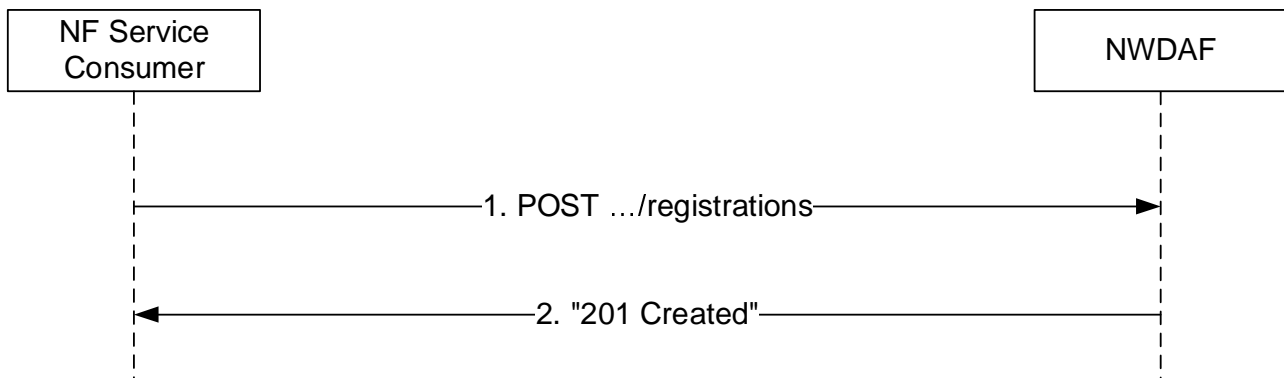 NF Service
Consumer
NWDAF
1. POST …/registrations
2. "201 Created"